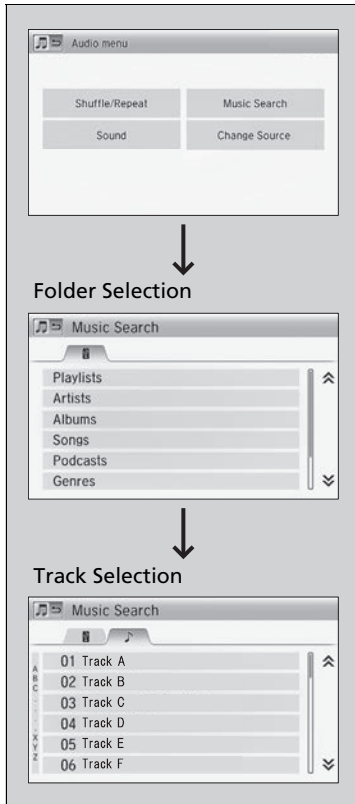 Audio menu
Shuffle/Repeat Music Search
Sound Change Source
Folder Selection
Music Search
Playlists
Artists
Albums
Songs
Podcasts
Genres
Track Selection
Music Search
A
B
C
01 Track A
02 Track B
03 Track C
04 Track D
05 Track E
06 Track F
X
Y
Z